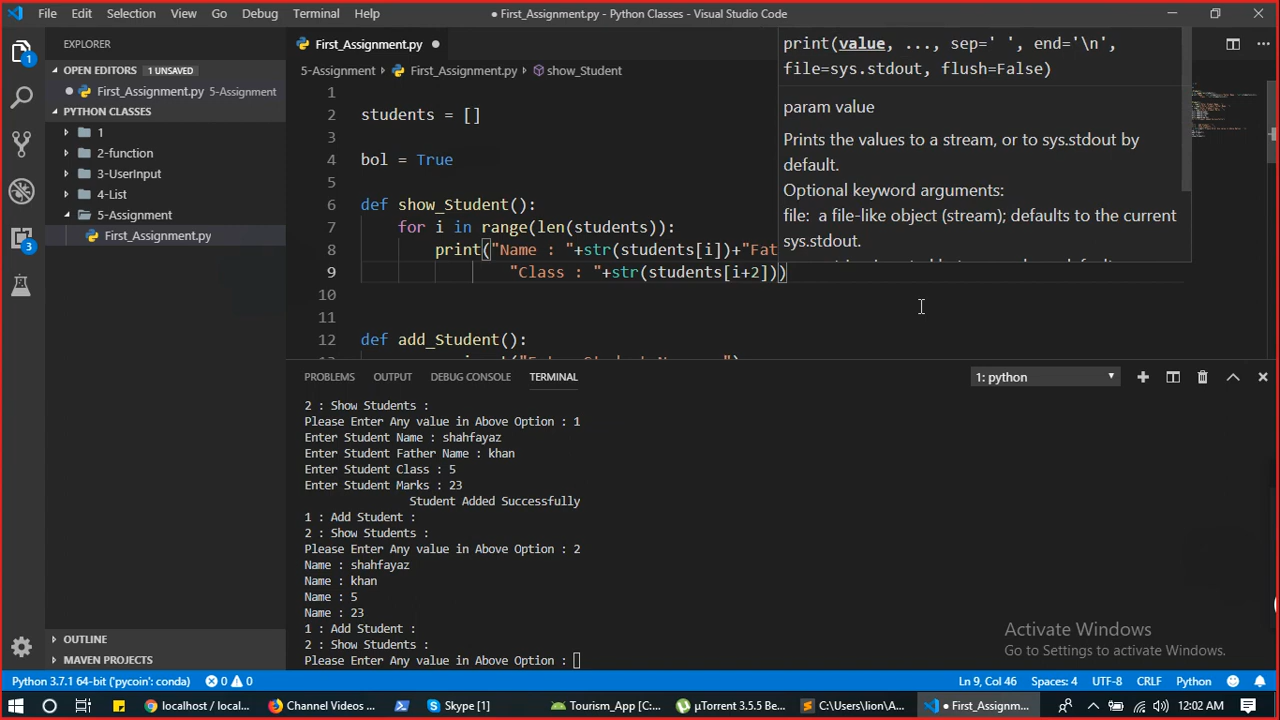 File Edit Selection View Go Debug Terminal Help
● First_Assignment.py - Python Classes - Visual Studio Code
EXPLORER
OPEN EDITORS 1 UNSAVED
First_Assignment.py 5-Assignment
PYTHON CLASSES
1
2-function
3-UserInput
4-List
5-Assignment
First_Assignment.py
OUTLINE
MAVEN PROJECTS
1
3
First_Assignment.py ●
5-Assignment First_Assignment.py show_Student
1
2 students = []
3
4 bol = True
5
6 def show_Student():
7 for i in range(len(students)):
8 print("Name : "+str(students[i])+"Fat
9 "Class : "+str(students[i+2]))
10
11
12 def add_Student():
print(value, ..., sep=' ', end='\n',
file=sys.stdout, flush=False)
param value
Prints the values to a stream, or to sys.stdout by
default.
Optional keyword arguments:
file: a file-like object (stream); defaults to the current
sys.stdout.
PROBLEMS OUTPUT DEBUG CONSOLE TERMINAL
1: python
2 : Show Students :
Please Enter Any value in Above Option : 1
Enter Student Name : shahfayaz
Enter Student Father Name : khan
Enter Student Class : 5
Enter Student Marks : 23
Student Added Successfully
1 : Add Student :
2 : Show Students :
Please Enter Any value in Above Option : 2
Name : shahfayaz
Name : khan
Name : 5
Name : 23
1 : Add Student :
2 : Show Students :
Please Enter Any value in Above Option :
Activate Windows
Go to Settings to activate Windows.
Python 3.7.1 64-bit ('pycoin': conda) 0 0
Ln 9, Col 46 Spaces: 4 UTF-8 CRLF Python
localhost / local... Channel Videos ... Skype [1] Tourism_App (C:... µTorrent 3.5.5 Be... C:\Users\lion\A... ● First_Assignm... 12:02 AM